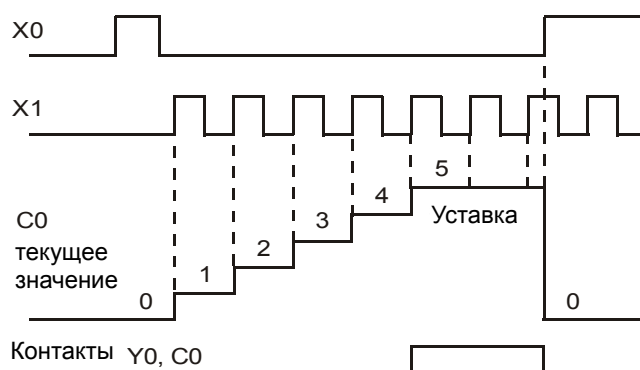 X0
X1
5
4
Уставка
C0
3
текущее
2
значение
1
0
0
Контакты Y0, C0